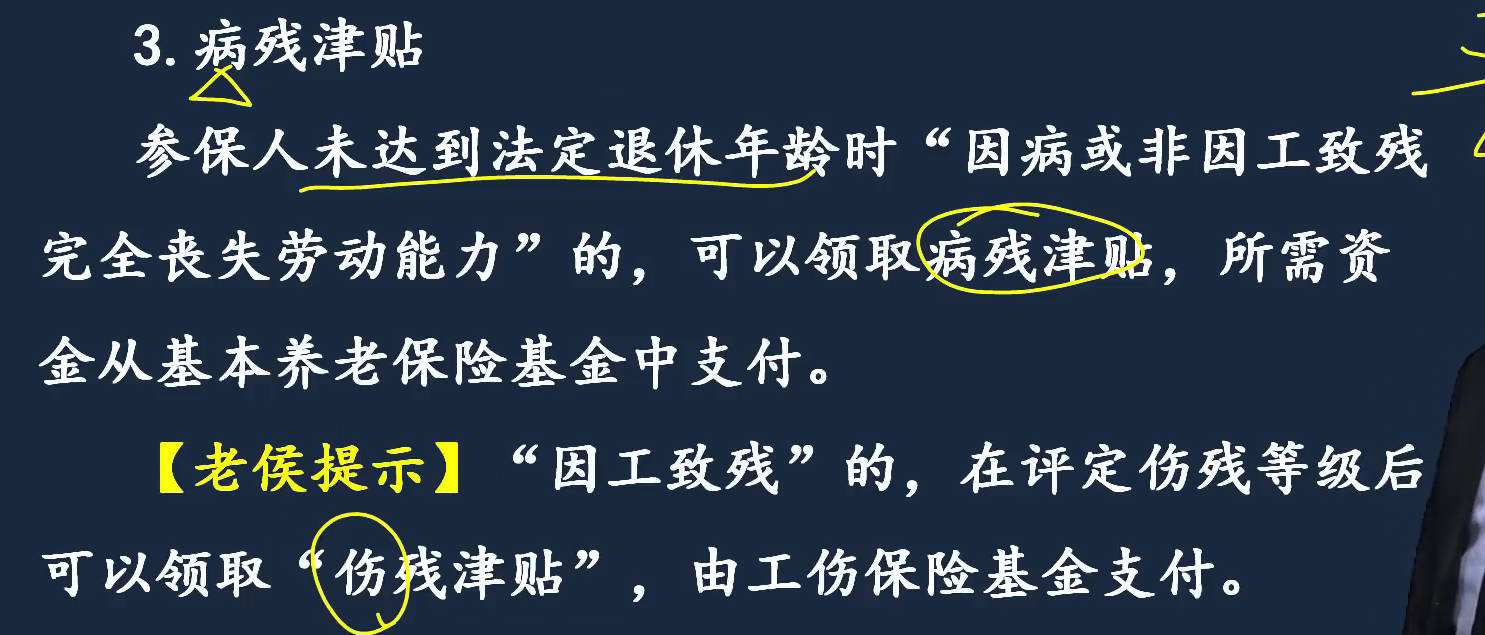 3. 病残津贴
参保人未达到法定退休年龄时“因病或非因工致残
完全丧失劳动能力”的，可以领取病残津贴，所需资
金从基本养老保险基金中支付。
【老侯提示】“因工致残”的，在评定伤残等级后
可以领取“伤残津贴”，由工伤保险基金支付。